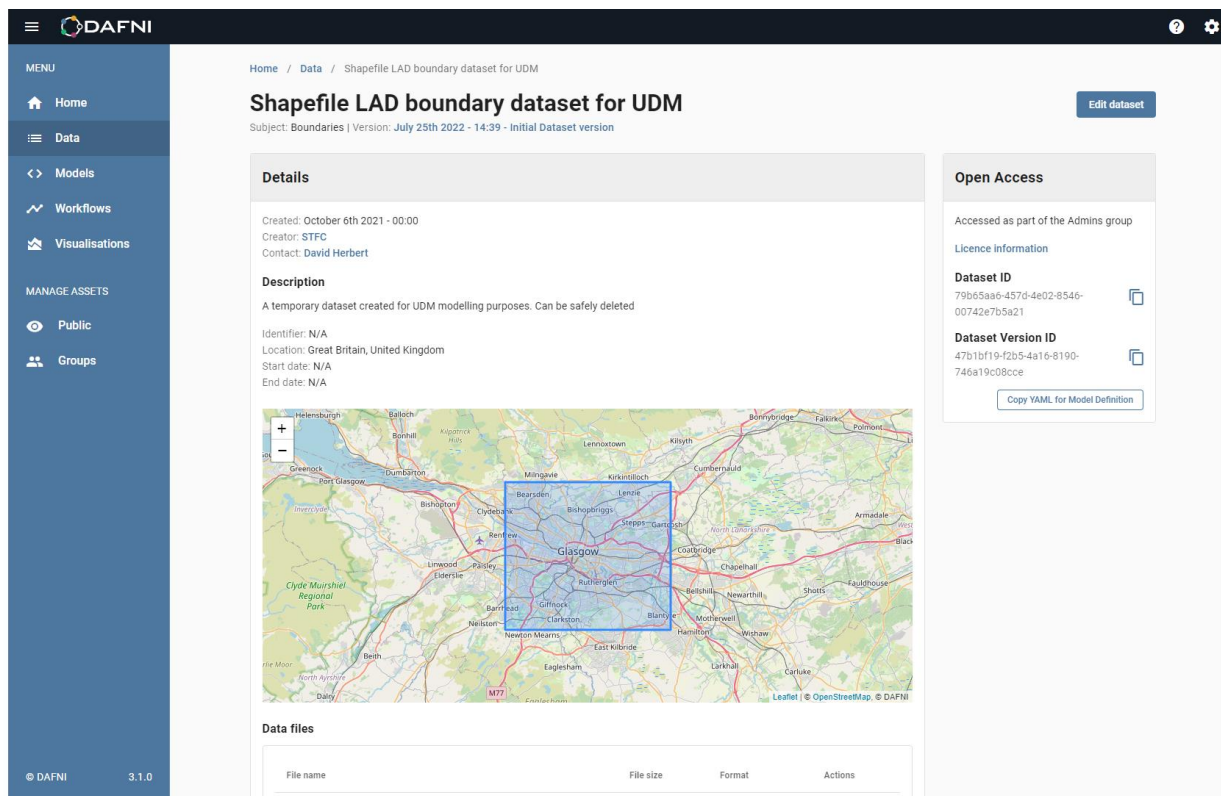 DAFNI
MENU
Home
Data
Models
Workflows
Visualisations
MANAGE ASSETS
Public
Groups
© DAFNI 3.1.0
Home / Data / Shapefile LAD boundary dataset for UDM
Shapefile LAD boundary dataset for UDM
Edit dataset
Subject: Boundaries | Version: July 25th 2022 - 14:39 - Initial Dataset version
Details
Created: October 6th 2021 - 00:00
Creator: STFC
Contact: David Herbert
Description
A temporary dataset created for UDM modelling purposes. Can be safely deleted
Identifier: N/A
Location: Great Britain, United Kingdom
Start date: N/A
End date: N/A
+
−
Helensburgh
Balloch
Bonnybridge
Falkirk
Polmont
Bonhill
Kilpatrick
Hills
Lennoxtown
Kilsyth
Greenock
Port Glasgow
Dumbarton
Milngavie
Kirkintilloch
Cumbernauld
Inverclyde
Bishopton
Bearsden
Lenzie
Clydebank
Bishopbriggs
Armadale
Stepps
Gartcosh
North Lanarkshire
Renfrew
Glasgow
Coatbridge
Linwood
Paisley
Elderslie
Chapelhall
Clyde Muirshiel
Regional
Park
Rutherglen
Bellshill
Newarthill
Shotts
Fauldhouse
Barrhead
Giffnock
Clarkston
Blantyre
Motherwell
Neilston
Newton Mearns
Hamilton
Wishaw
East Kilbride
Beith
Eaglesham
Larkhall
Carluke
North Ayrshire
Dalry
M77
Leaflet | © OpenStreetMap, © DAFNI
Data files
File name File size Format Actions
Open Access
Accessed as part of the Admins group
Licence information
Dataset ID
79b65aa6-457d-4e02-8546-
00742e7b5a21
Dataset Version ID
47b1bf19-f2b5-4a16-8190-
746a19c08cce
Copy YAML for Model Definition